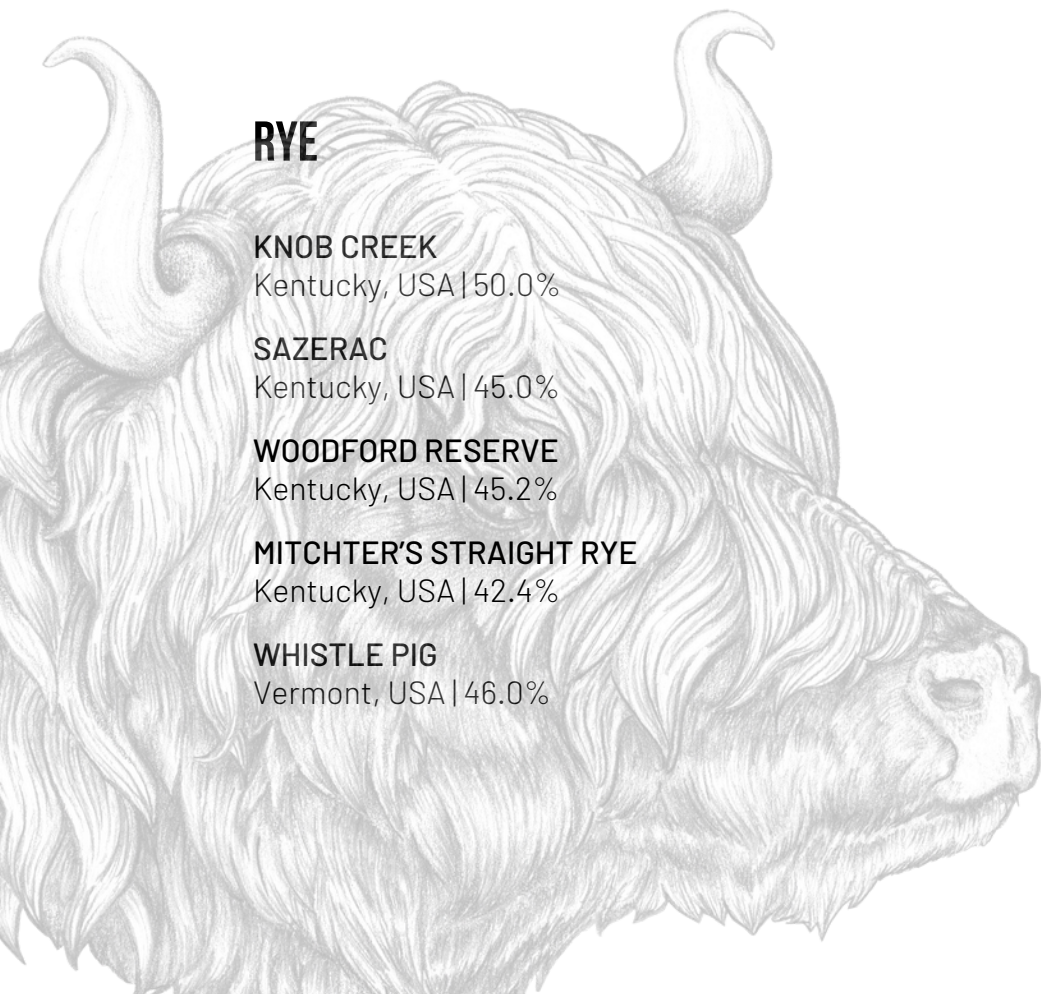 RYE
KNOB CREEK
Kentucky, USA | 50.0%
SAZERAC
Kentucky, USA | 45.0%
WOODFORD RESERVE
Kentucky, USA | 45.2%
MITCHTER’S STRAIGHT RYE
Kentucky, USA | 42.4%
WHISTLE PIG
Vermont, USA | 46.0%